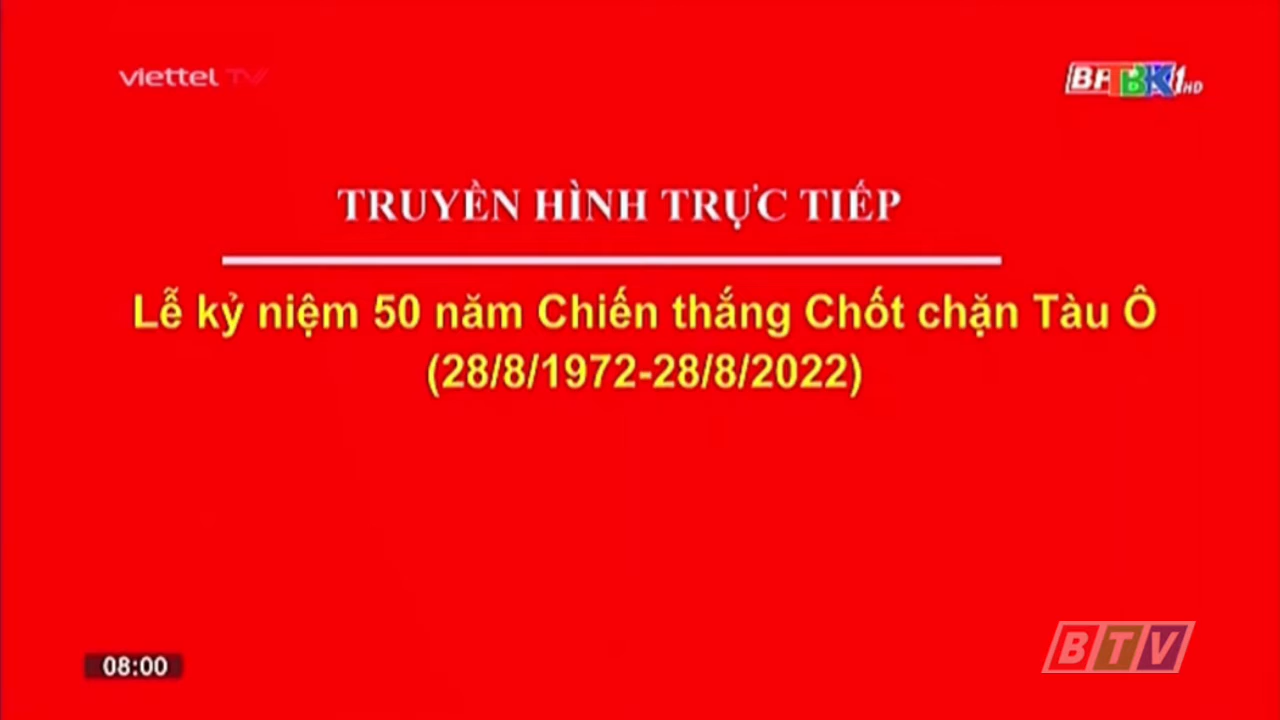 viettel TV
HD
TRUYỀN HÌNH TRỰC TIẾP
Lễ kỷ niệm 50 năm Chiến thắng Chốt chặn Tàu Ô
(28/8/1972-28/8/2022)
08:00
BTV